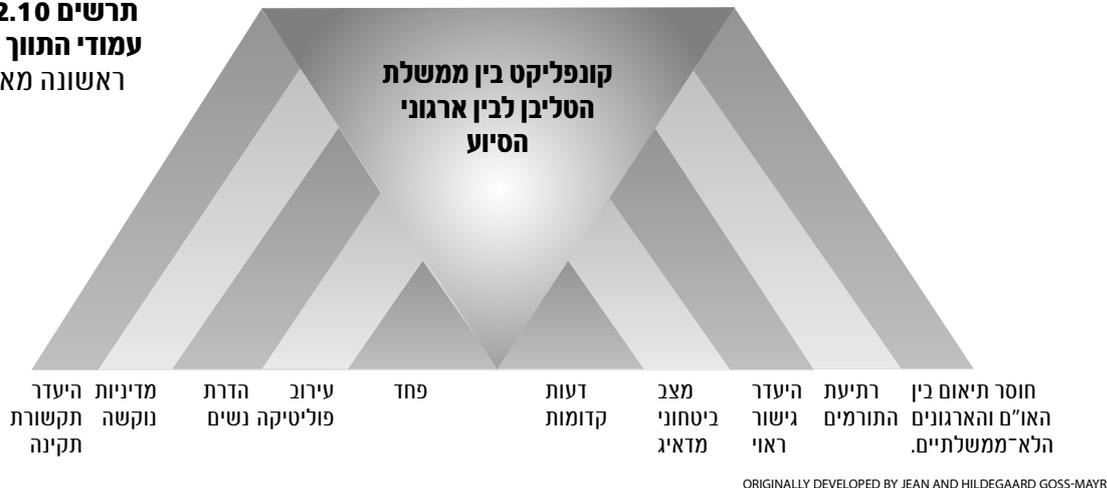 תרשים 2.10
עמודי התווך
ראשונה
קונפליקט בין ממשלת
הטליבן לבין ארגוני
הסיוע
חוסר תיאום בין
האו"ם והארגונים
הלא־ממשלתיים.
רתיעת
התורמים
היעדר
גישור
ראוי
מצב
ביטחוני
מדאיג
דעות
קדומות
פחד
עירוב
פוליטיקה
הדרת
נשים
מדיניות
נוקשה
היעדר
תקשורת
תקינה
ORIGINALLY DEVELOPED BY JEAN AND HILDEGAARD GOSS-MAYR